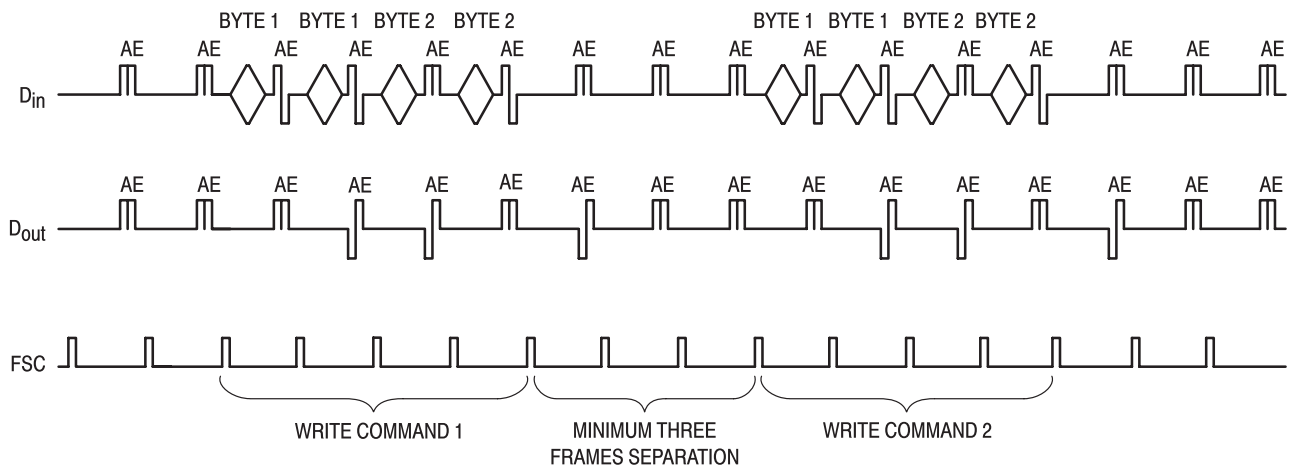 BYTE 1 BYTE 1 BYTE 2 BYTE 2 BYTE 1 BYTE 1 BYTE 2 BYTE 2
AE AE AE AE AE AE AE AE AE AE AE AE AE AE AE AE
Din
AE AE AE AE AE AE AE AE AE AE AE AE AE AE AE AE
Dout
FSC
WRITE COMMAND 1 MINIMUM THREE WRITE COMMAND 2
FRAMES SEPARATION